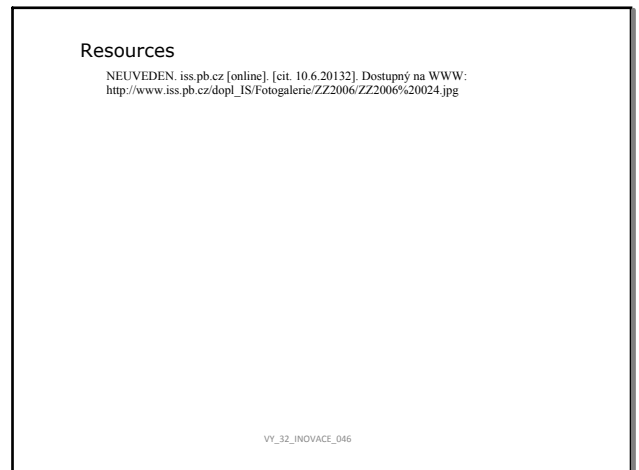 Resources
NEUVEDEN. iss.pb.cz [online]. [cit. 10.6.20132]. Dostupný na WWW:
http://www.iss.pb.cz/dopl_IS/Fotogalerie/ZZ2006/ZZ2006%20024.jpg
VY_32_INOVACE_046